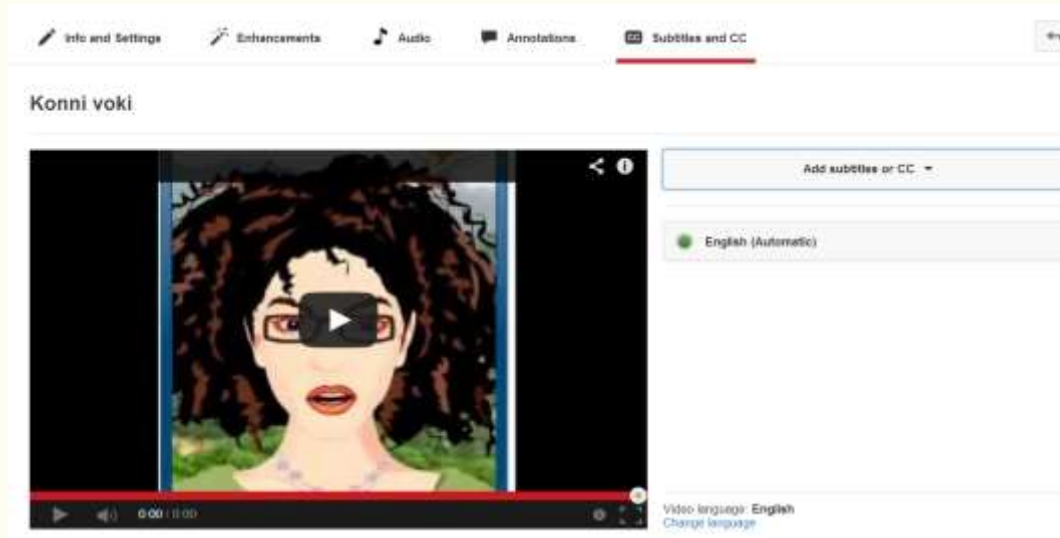 Info and Settings Enhancements Audio Annotations CC Subtitles and CC
Konni voki
Add subtitles or CC
English (Automatic)
0:00 / 0:00
Video language: English
Change language